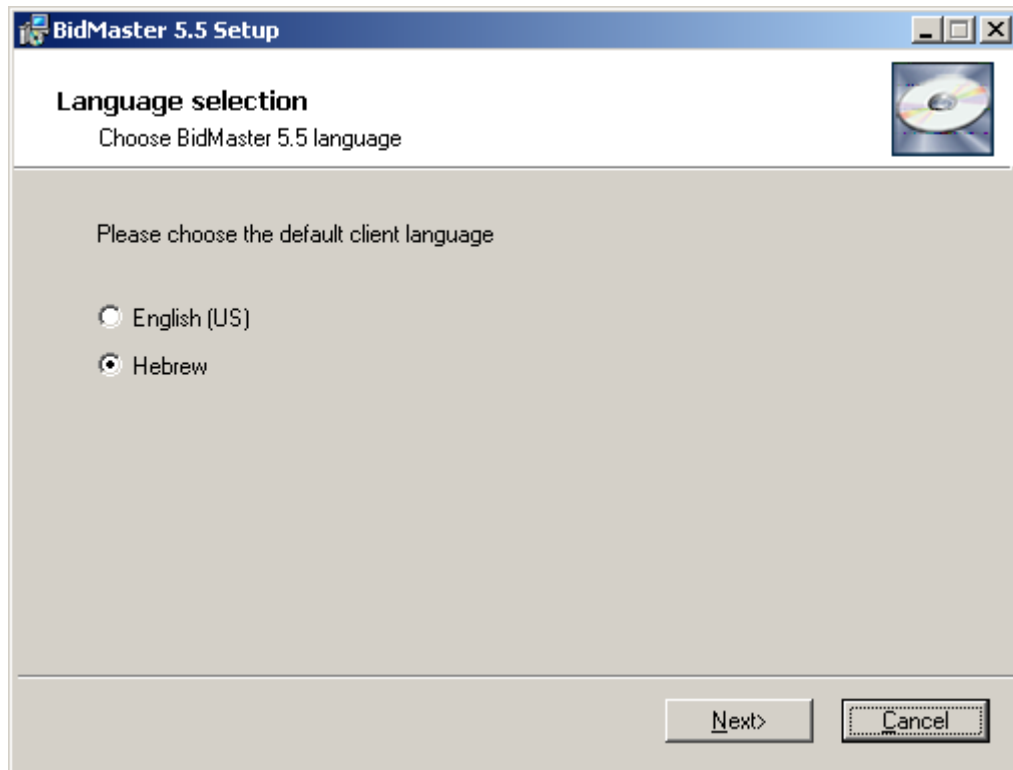 BidMaster 5.5 Setup
Language selection
Choose BidMaster 5.5 language
Please choose the default client language
English (US)
Hebrew
Next>
Cancel